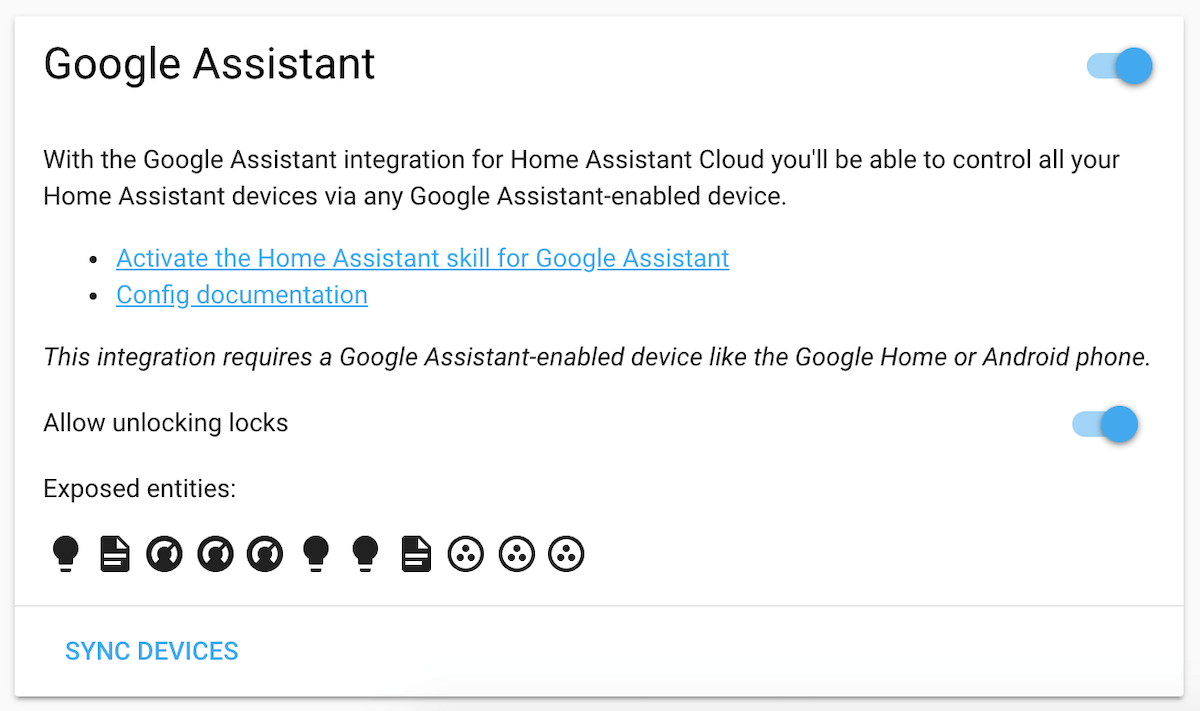 Google Assistant
With the Google Assistant integration for Home Assistant Cloud you'll be able to control all your
Home Assistant devices via any Google Assistant-enabled device.
Activate the Home Assistant skill for Google Assistant
Config documentation
This integration requires a Google Assistant-enabled device like the Google Home or Android phone.
Allow unlocking locks
Exposed entities:
SYNC DEVICES